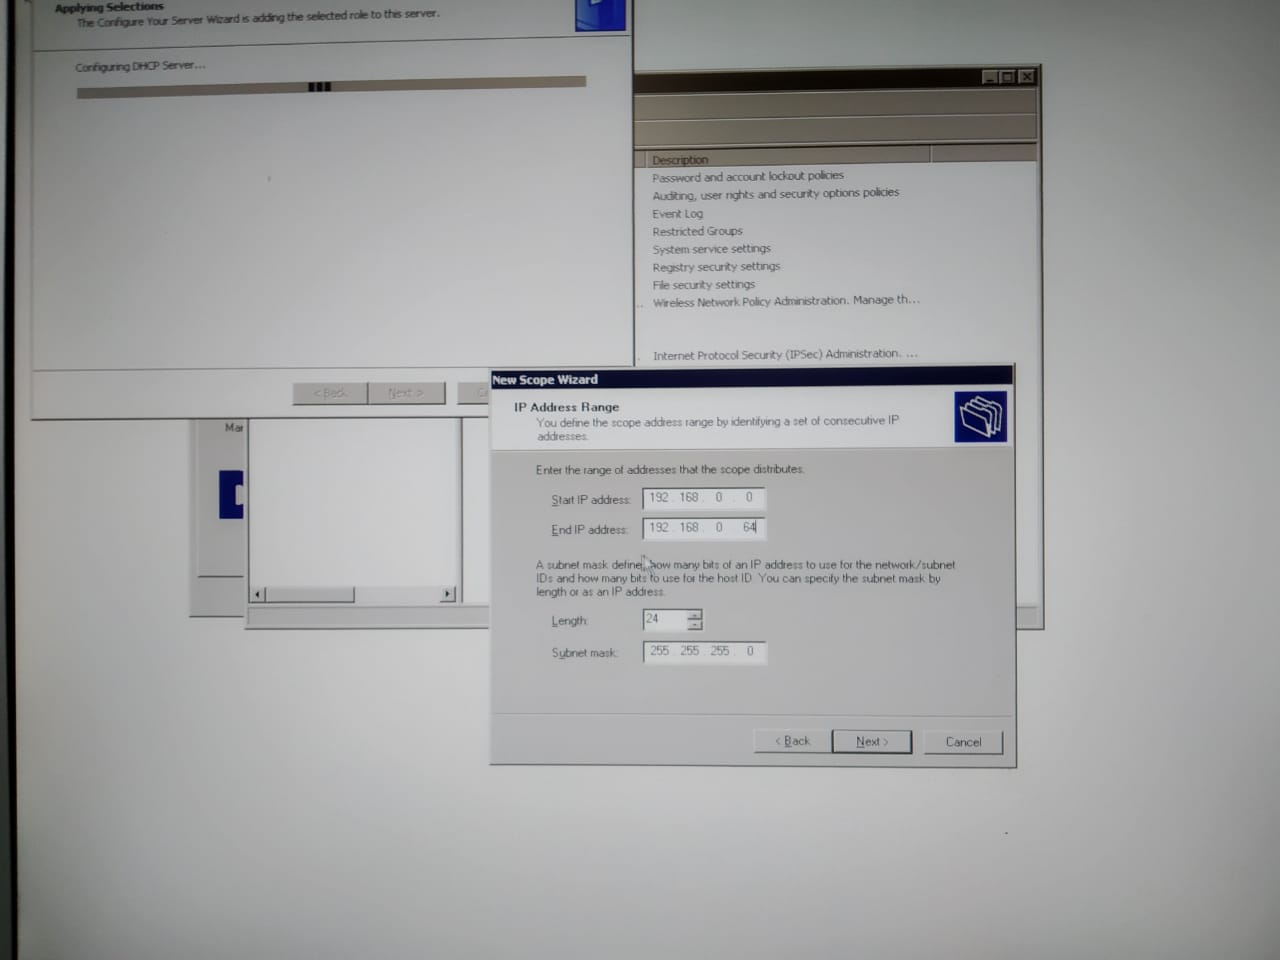 Applying Selections
The Configure Your Server Wizard is adding the selected role to this server.
Configuring DHCP Server...
< Back
Next >
Description
Password and account lockout policies
Auditing, user rights and security options policies
Event Log
Restricted Groups
System service settings
Registry security settings
File security settings
Wireless Network Policy Administration. Manage th...
Internet Protocol Security (IPSec) Administration. ...
New Scope Wizard
IP Address Range
You define the scope address range by identifying a set of consecutive IP
addresses.
Enter the range of addresses that the scope distributes.
Start IP address: 192 . 168 . 0 . 0
End IP address: 192 . 168 . 0 . 64
A subnet mask defines how many bits of an IP address to use for the network/subnet
IDs and how many bits to use for the host ID. You can specify the subnet mask by
length or as an IP address.
Length: 24
Subnet mask: 255 . 255 . 255 . 0
< Back
Next >
Cancel